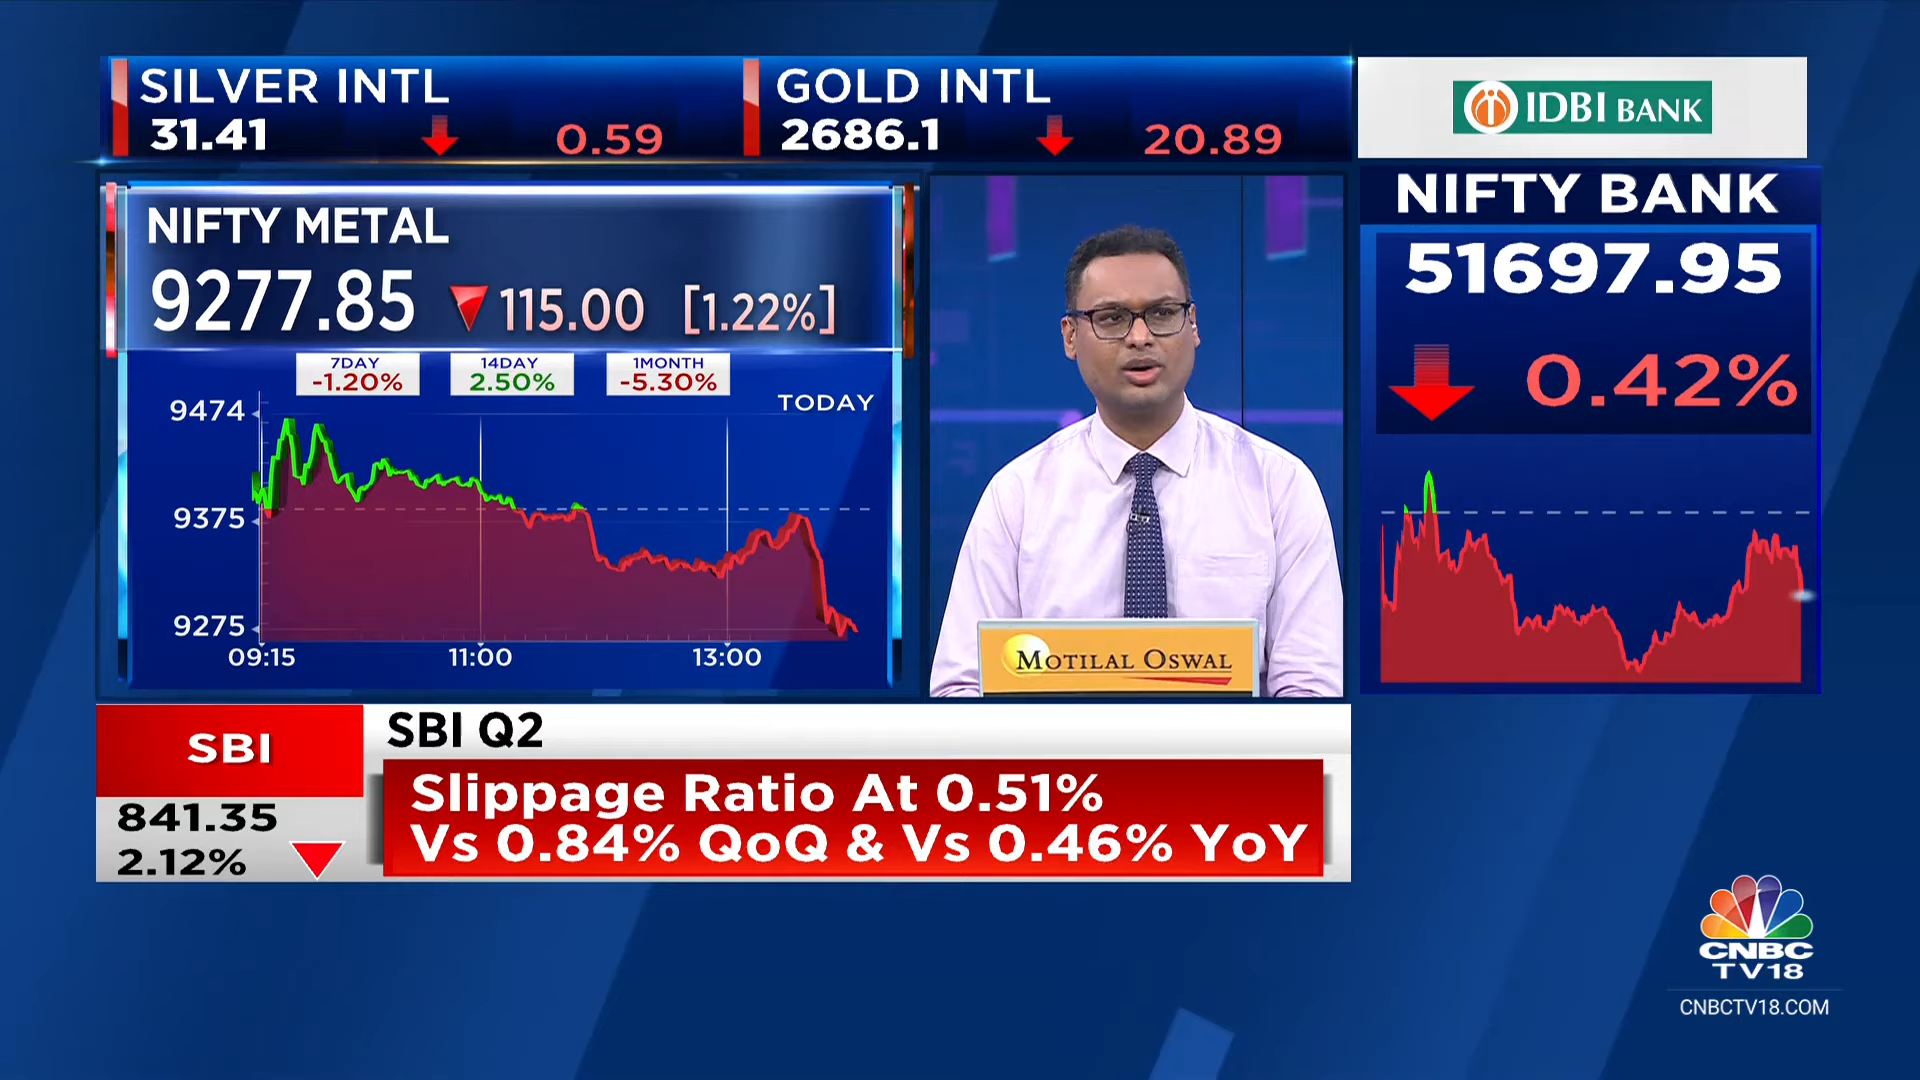 SILVER INTL
31.41 0.59
GOLD INTL
2686.1 20.89
IDBI BANK
NIFTY METAL
9277.85 115.00 [1.22%]
7DAY
-1.20%
14DAY
2.50%
1MONTH
-5.30%
TODAY
9474
9375
9275
09:15 11:00 13:00
MOTILAL OSWAL
NIFTY BANK
51697.95
0.42%
SBI
841.35
2.12%
SBI Q2
Slippage Ratio At 0.51%
Vs 0.84% QoQ & Vs 0.46% YoY
CNBC
TV18
CNBCTV18.COM